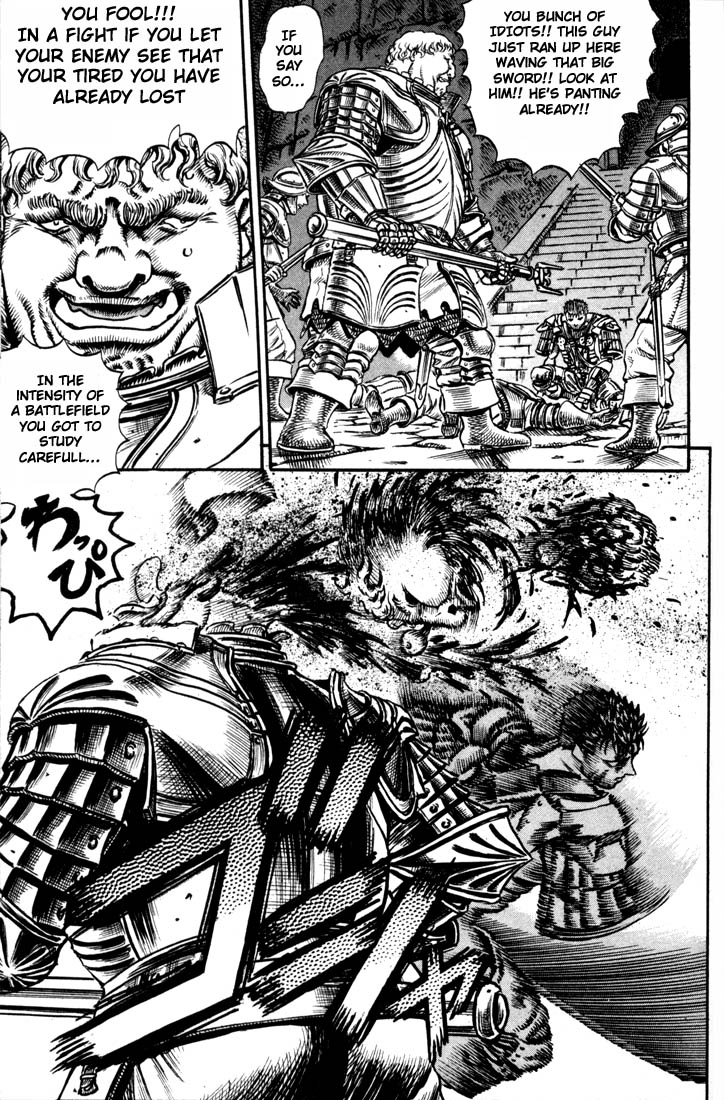 YOU BUNCH OF
IDIOTS!! THIS GUY
JUST RAN UP HERE
WAVING THAT BIG
SWORD!! LOOK AT
HIM!! HE'S PANTING
ALREADY!!
IF
YOU
SAY
SO...
YOU FOOL!!!
IN A FIGHT IF YOU LET
YOUR ENEMY SEE THAT
YOUR TIRED YOU HAVE
ALREADY LOST
IN THE
INTENSITY OF
A BATTLEFIELD
YOU GOT TO
STUDY
CAREFULL...
わっぴ